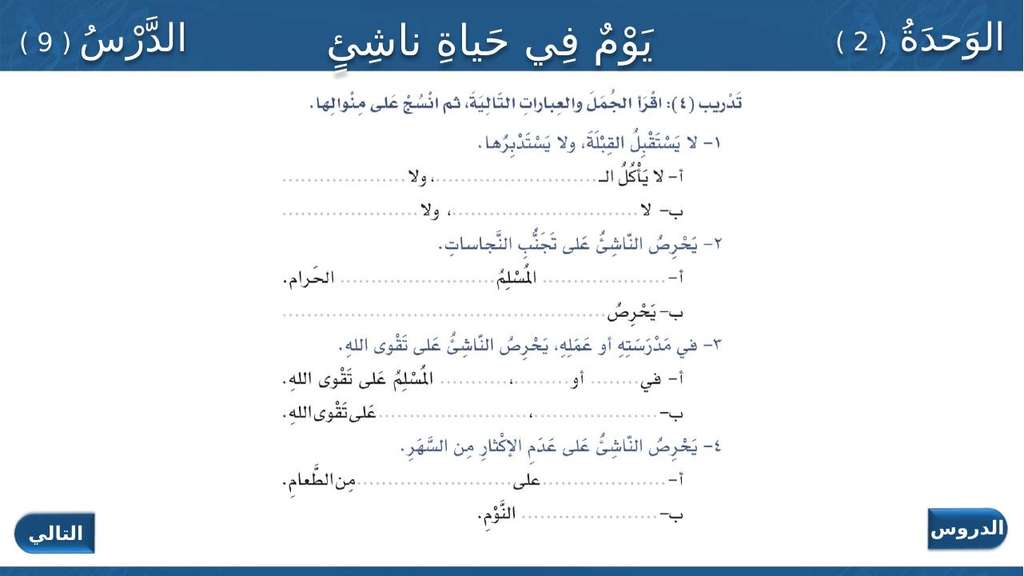 الوَحدَةُ ( 2 )
يَوْمٌ فِي حَياةِ ناشِئٍ
الدَّرْسُ ( 9 )
تَدْريب (٤): اقْرَأ الجُمَلَ والعِباراتِ التَّالِيَةَ، ثم انْسُجْ عَلى مِنْوالِها.
١- لا يَسْتَقْبِلُ القِبْلَةَ، ولا يَسْتَدْبِرُها.
أ- لا يَأْكُلُ الـ..........................، ولا....................
ب- لا..............................، ولا......................
٢- يَحْرِصُ النَّاشِئُ عَلى تَجَنُّبِ النَّجاساتِ.
أ-.................... المُسْلِمُ......................... الحَرام.
ب- يَحْرِصُ....................................................
٣- في مَدْرَسَتِهِ أو عَمَلِهِ، يَحْرِصُ النَّاشِئُ عَلى تَقْوى اللهِ.
أ- في........ أو.........، ........... المُسْلِمُ عَلى تَقْوى اللهِ.
ب-....................، ........................عَلى تَقْوى اللهِ.
٤- يَحْرِصُ النَّاشِئُ عَلى عَدَمِ الإكْثارِ مِن السَّهَرِ.
أ-....................على.........................مِن الطَّعامِ.
ب-...................... النَّوْمِ.
الدروس
التالي